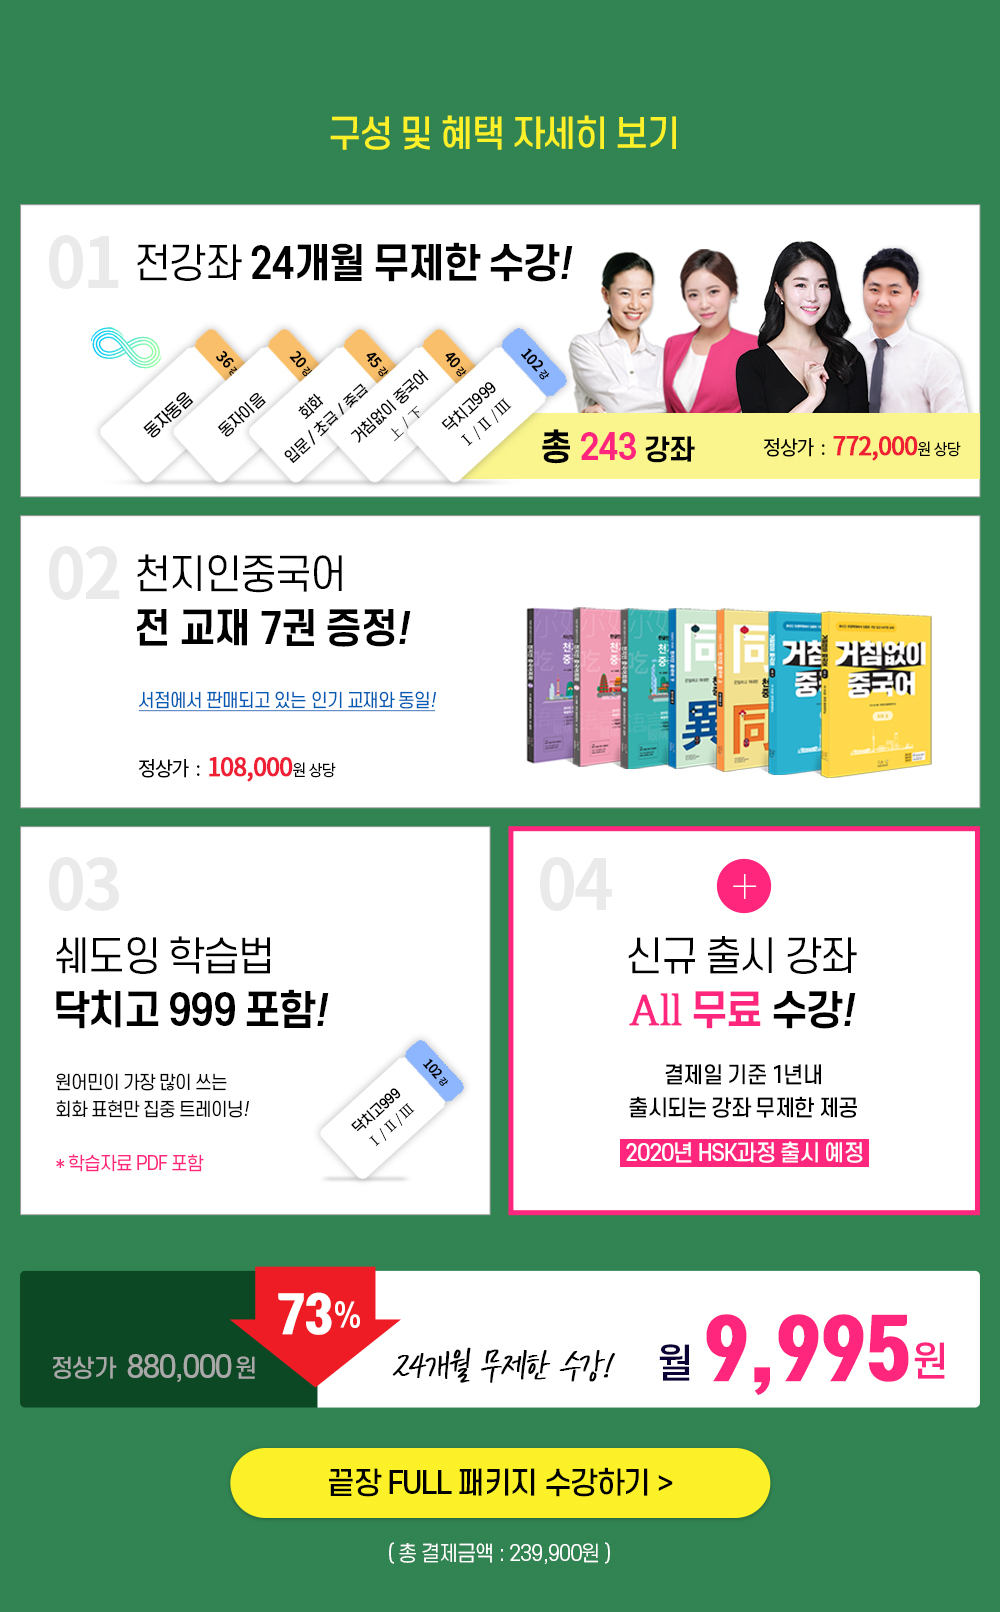 구성 및 혜택 자세히 보기
01
전강좌 24개월 무제한 수강!
36강
동자동음
20강
동자이음
45강
회화
입문 / 초급 / 중급
40강
거침없이 중국어
上 / 下
102강
닥치고999
Ⅰ / Ⅱ / Ⅲ
총 243 강좌
정상가 : 772,000원 상당
02
천지인중국어
전 교재 7권 증정!
서점에서 판매되고 있는 인기 교재와 동일!
정상가 : 108,000원 상당
거침없이
중국어
03
쉐도잉 학습법
닥치고 999 포함!
원어민이 가장 많이 쓰는
회화 표현만 집중 트레이닝!
* 학습자료 PDF 포함
102강
닥치고999
Ⅰ / Ⅱ / Ⅲ
04
+
신규 출시 강좌
All 무료 수강!
결제일 기준 1년내
출시되는 강좌 무제한 제공
2020년 HSK과정 출시 예정
정상가 880,000원
73%
24개월 무제한 수강!
월 9,995원
끝장 FULL 패키지 수강하기 >
( 총 결제금액 : 239,900원 )